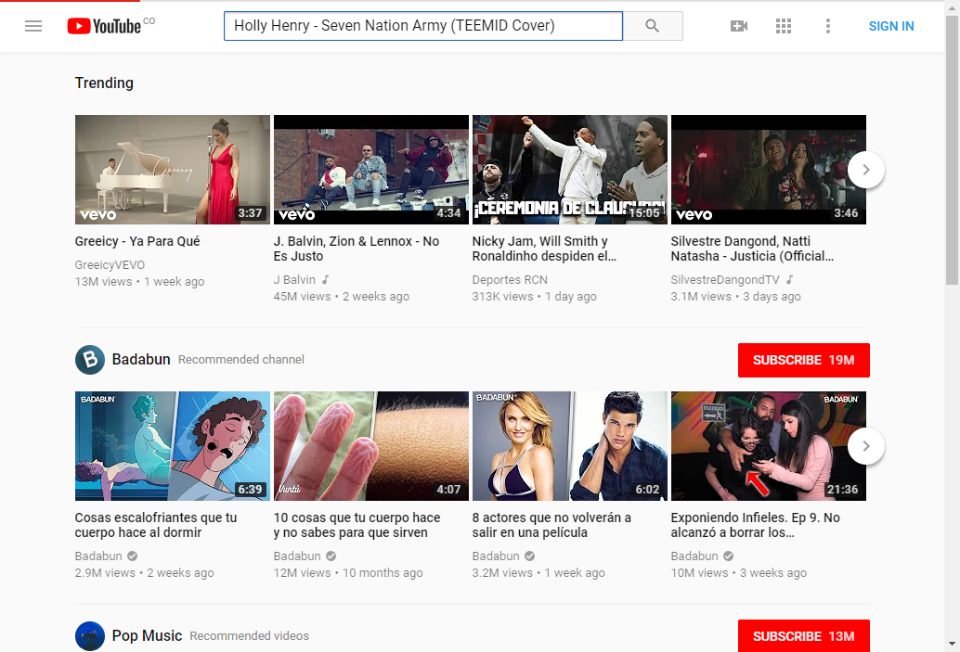 YouTube CO
Holly Henry - Seven Nation Army (TEEMID Cover)
SIGN IN
Trending
Greeicy
vevo
3:37
vevo
4:34
¡CEREMONIA DE CLAUSURA!
15:05
vevo
3:46
Greeicy - Ya Para Qué
GreeicyVEVO
13M views • 1 week ago
J. Balvin, Zion & Lennox - No
Es Justo
J Balvin
45M views • 2 weeks ago
Nicky Jam, Will Smith y
Ronaldinho despiden el...
Deportes RCN
313K views • 1 day ago
Silvestre Dangond, Natti
Natasha - Justicia (Official...
SilvestreDangondTV
3.1M views • 3 days ago
B
Badabun Recommended channel
SUBSCRIBE 19M
BADABUN
6:39
4:07
BADABUN
6:02
BADABUN
21:36
Cosas escalofriantes que tu
cuerpo hace al dormir
Badabun
2.9M views • 2 weeks ago
10 cosas que tu cuerpo hace
y no sabes para que sirven
Badabun
12M views • 10 months ago
8 actores que no volverán a
salir en una película
Badabun
3.2M views • 1 week ago
Exponiendo Infieles. Ep 9. No
alcanzó a borrar los...
Badabun
10M views • 3 weeks ago
Pop Music Recommended videos
SUBSCRIBE 13M